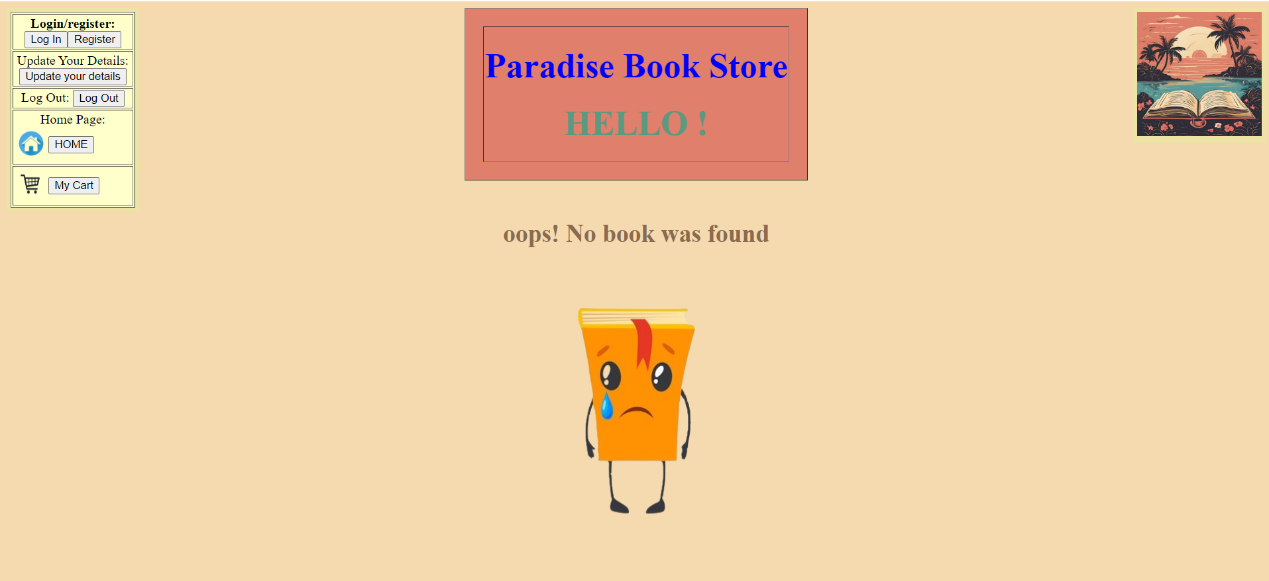 Login/register:
Log In Register
Update Your Details:
Update your details
Log Out: Log Out
Home Page:
HOME
My Cart
Paradise Book Store
HELLO !
oops! No book was found